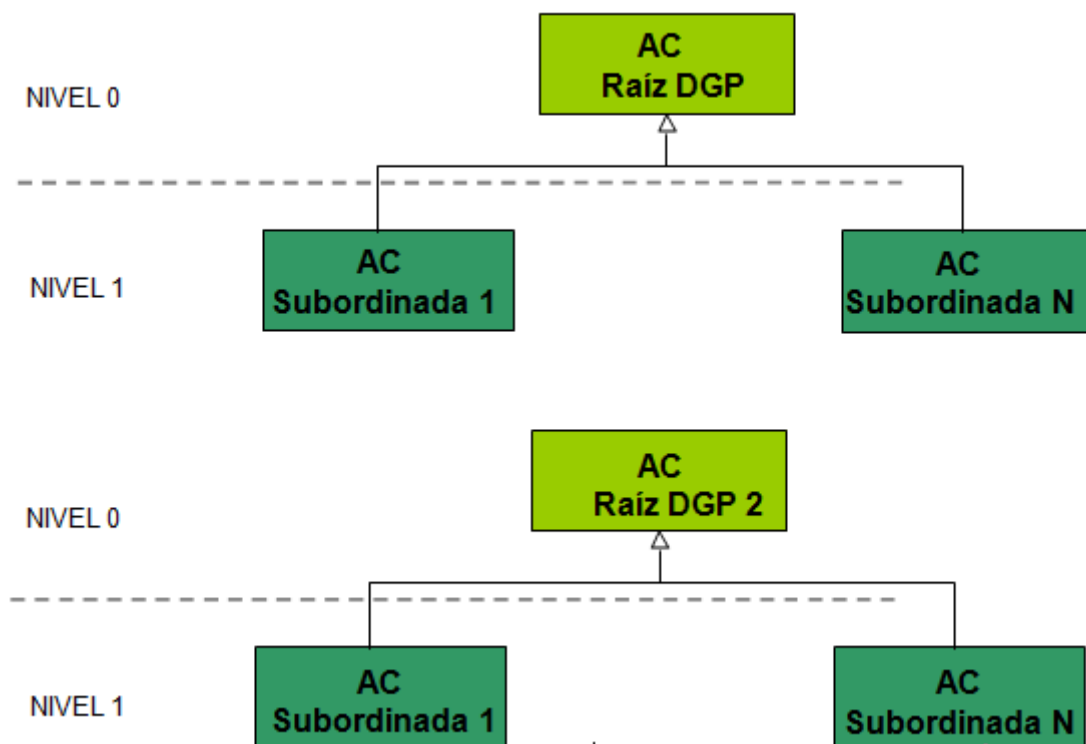 AC
Raíz DGP
NIVEL 0
AC
Subordinada 1
AC
Subordinada N
NIVEL 1
AC
Raíz DGP 2
NIVEL 0
AC
Subordinada 1
AC
Subordinada N
NIVEL 1